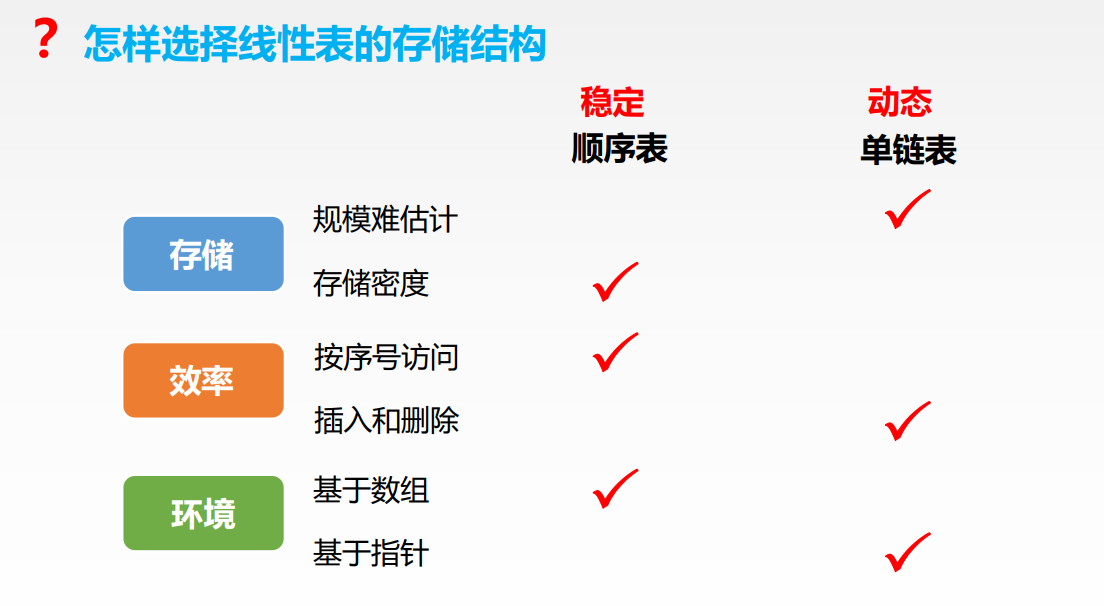 ? 怎样选择线性表的存储结构
稳定 动态
顺序表 单链表
规模难估计
存储
存储密度
按序号访问
效率
插入和删除
基于数组
环境
基于指针